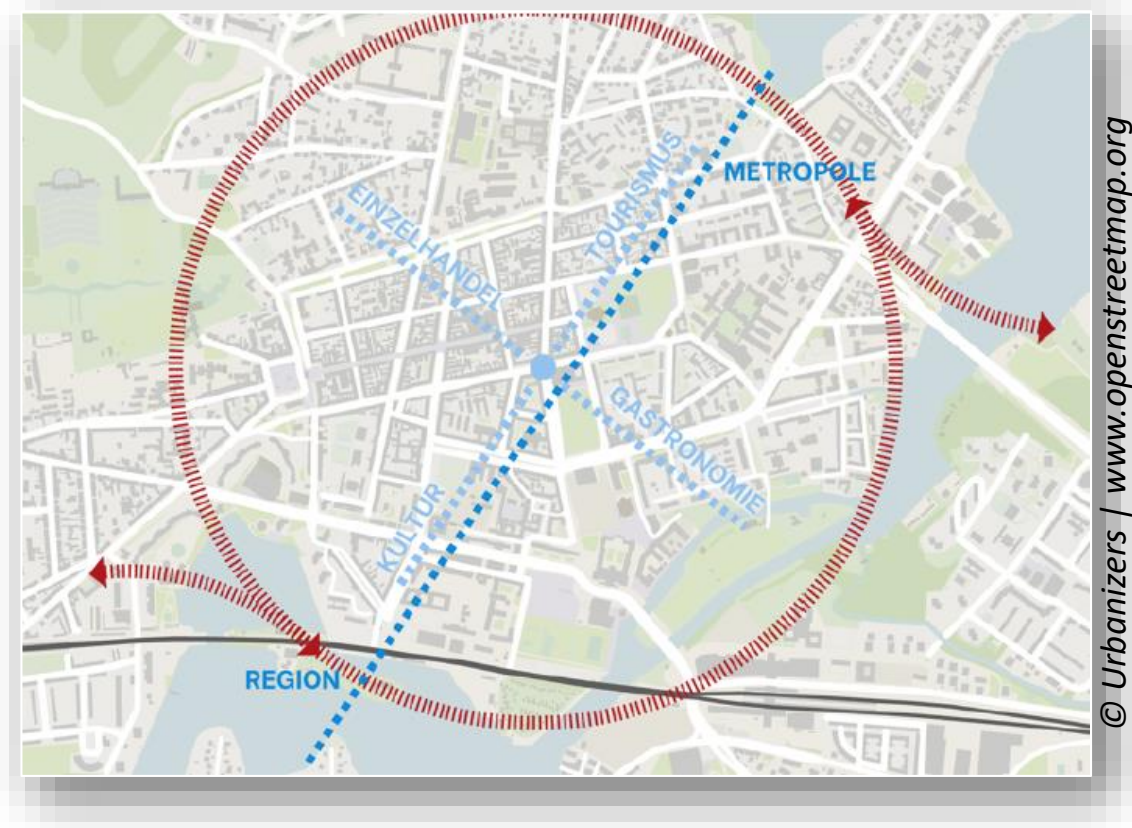 METROPOLE
TOURISMUS
EINZELHANDEL
GASTRONOMIE
KULTUR
REGION
© Urbanizers | www.openstreetmap.org